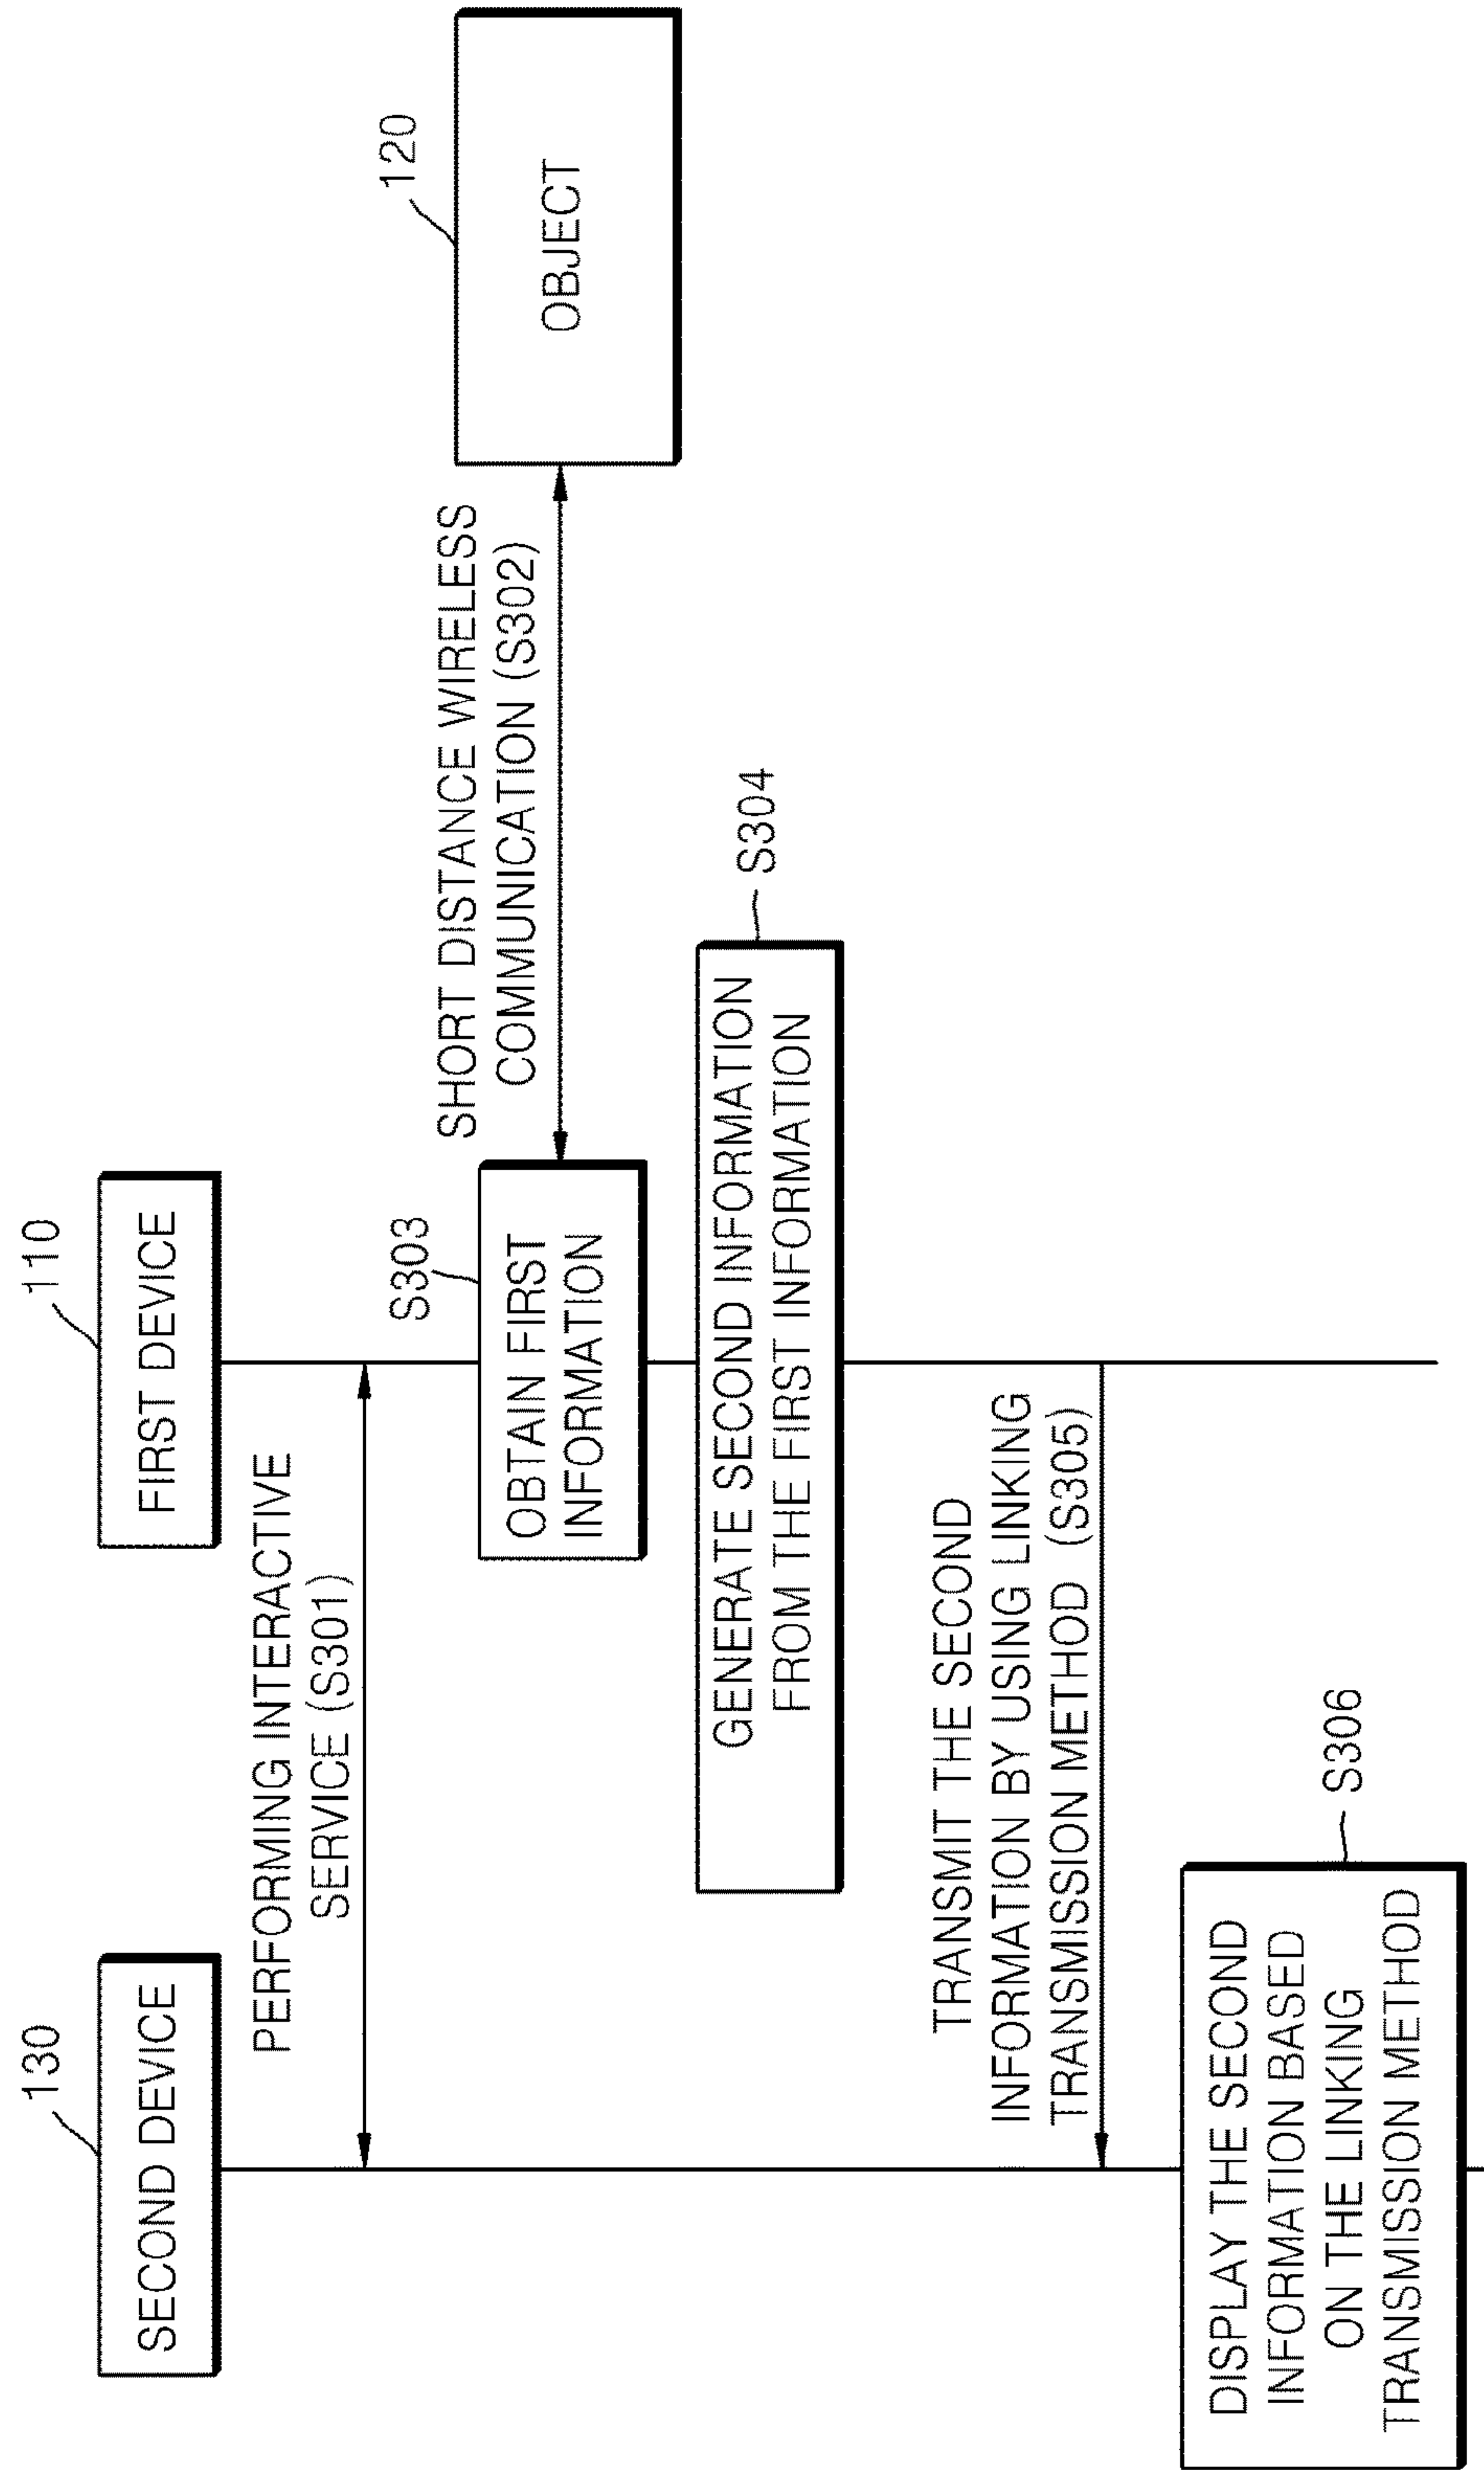 130
SECOND DEVICE
110
FIRST DEVICE
PERFORMING INTERACTIVE
SERVICE (S301)
120
OBJECT
SHORT DISTANCE WIRELESS
COMMUNICATION (S302)
S303
OBTAIN FIRST
INFORMATION
S304
GENERATE SECOND INFORMATION
FROM THE FIRST INFORMATION
TRANSMIT THE SECOND
INFORMATION BY USING LINKING
TRANSMISSION METHOD (S305)
S306
DISPLAY THE SECOND
INFORMATION BASED
ON THE LINKING
TRANSMISSION METHOD